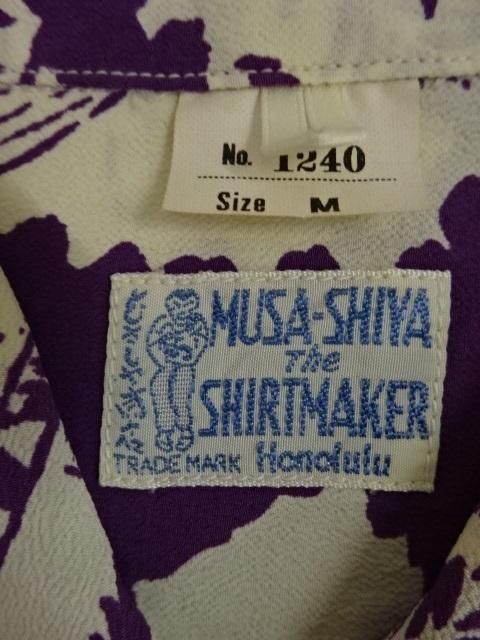 No. 1240
Size M
MUSA-SHIYA
The
SHIRTMAKER
TRADE MARK Honolulu